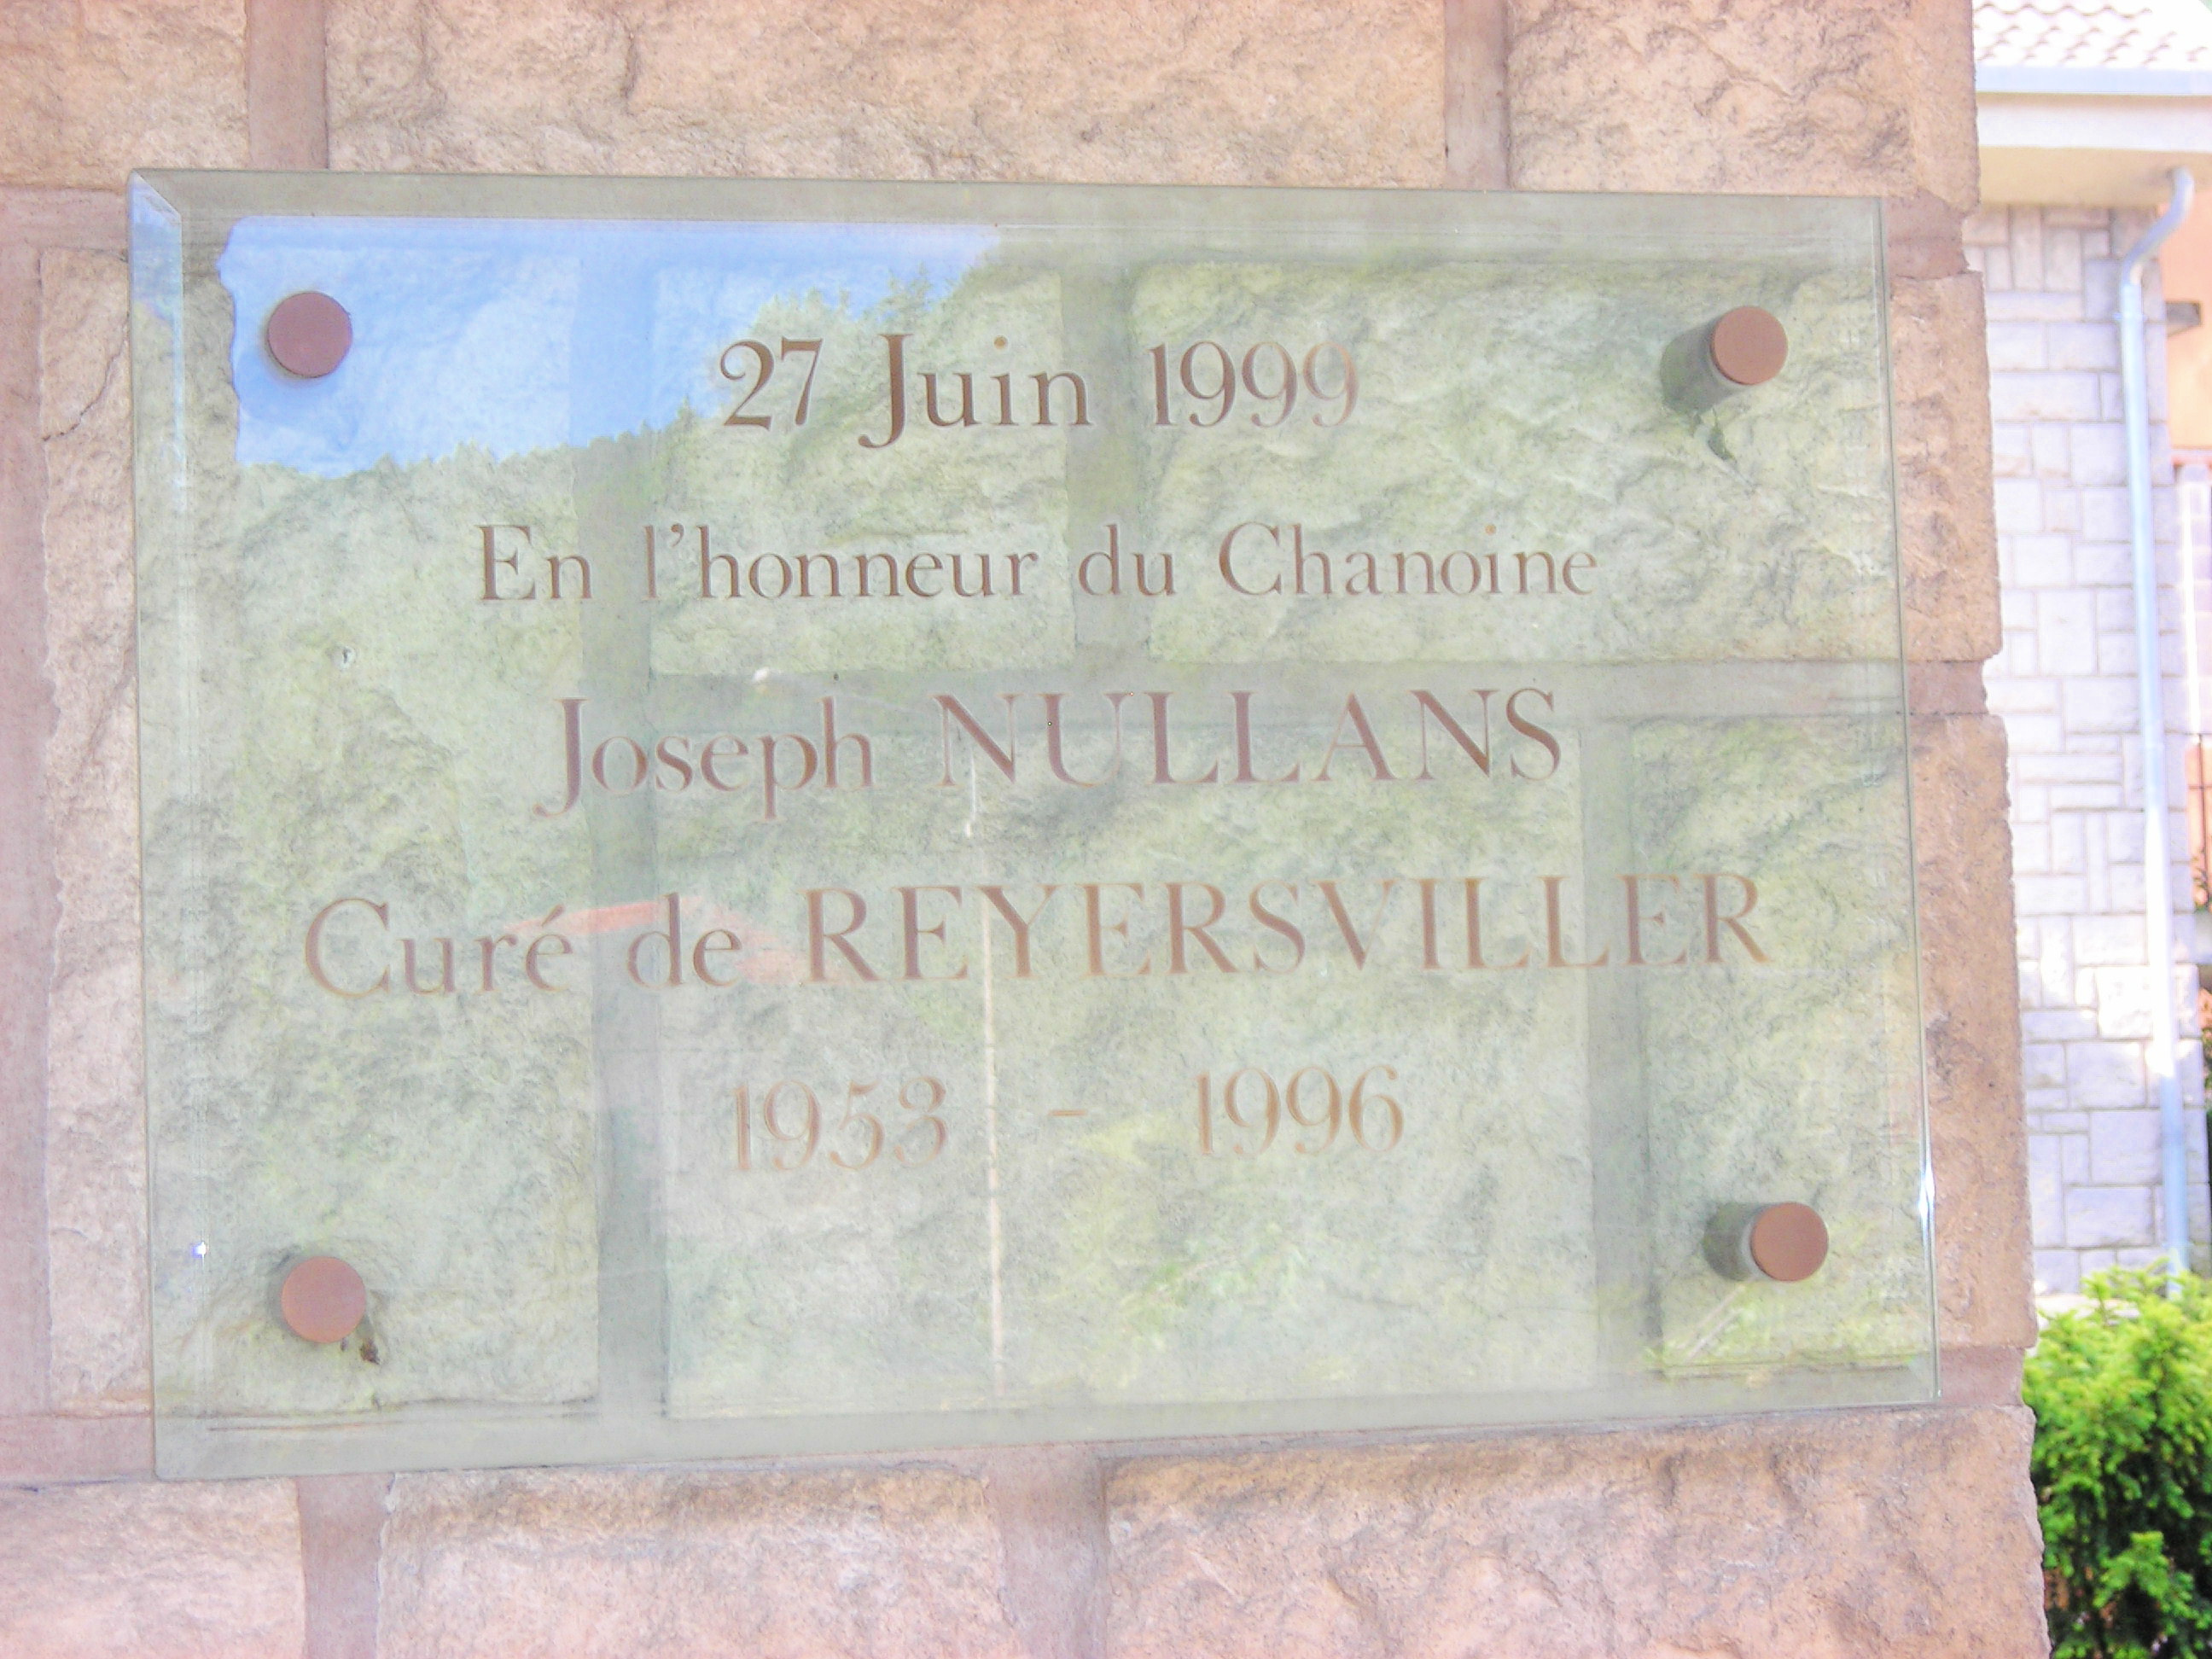 27 Juin 1999
En l'honneur du Chanoine
Joseph NULLANS
Curé de REYERSVILLER
1953 - 1996